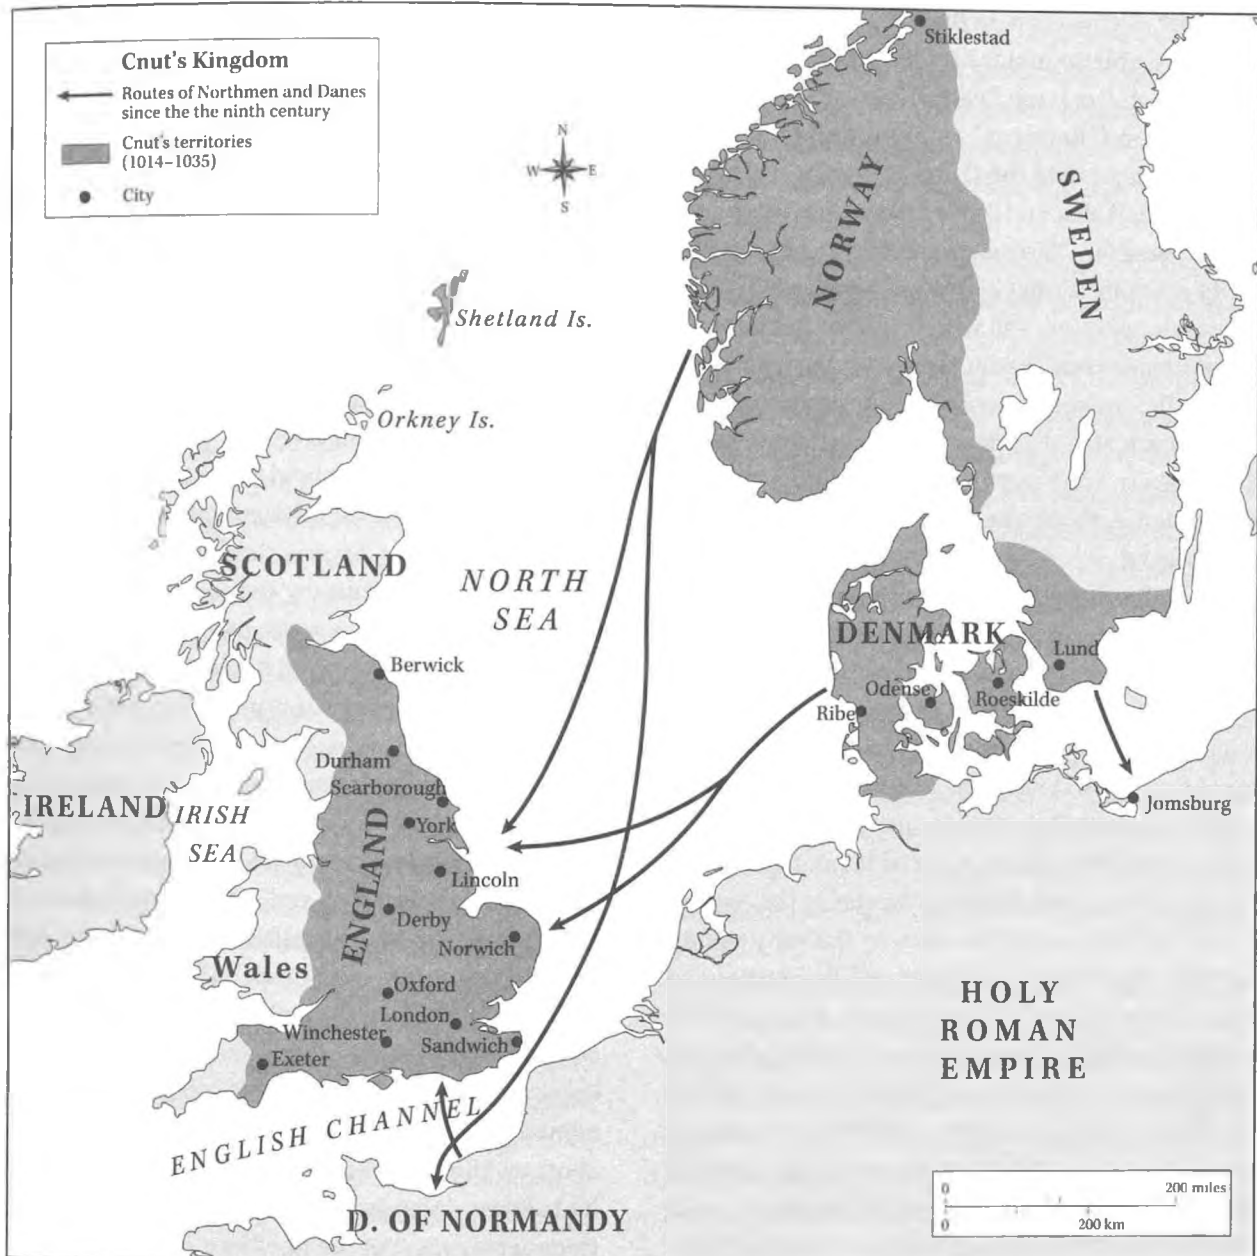 Cnut's Kingdom
Routes of Northmen and Danes
since the the ninth century
Cnut's territories
(1014–1035)
City
N
W
E
S
Stiklestad
NORWAY
SWEDEN
Shetland Is.
Orkney Is.
SCOTLAND
NORTH
SEA
Berwick
DENMARK
Lund
Odense
Roeskilde
Ribe
Durham
Scarborough
IRELAND
IRISH
SEA
York
Jomsburg
ENGLAND
Lincoln
Derby
Norwich
Wales
Oxford
London
Winchester
Sandwich
Exeter
HOLY
ROMAN
EMPIRE
ENGLISH CHANNEL
D. OF NORMANDY
0
200 miles
0
200 km